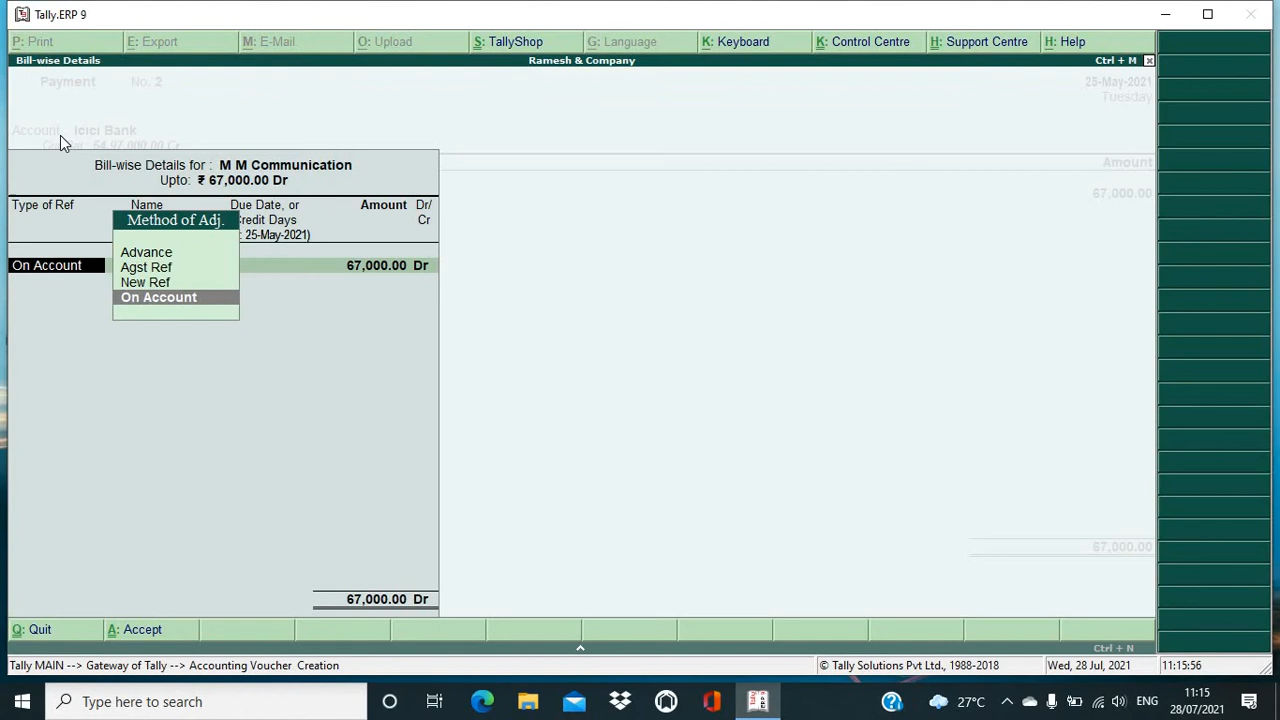 Tally.ERP 9
P: Print E: Export M: E-Mail O: Upload S: TallyShop G: Language K: Keyboard K: Control Centre H: Support Centre H: Help
Bill-wise Details Ramesh & Company Ctrl + M
Payment No. 2 25-May-2021
Tuesday
Account Icici Bank
54,97,000.00 Cr
Amount
67,000.00
Bill-wise Details for : M M Communication
Upto: ₹ 67,000.00 Dr
Type of Ref Name Due Date, or Amount Dr/
Credit Days Cr
: 25-May-2021)
Method of Adj.
Advance
Agst Ref
New Ref
On Account
On Account 67,000.00 Dr
67,000.00
67,000.00 Dr
Q: Quit A: Accept
Ctrl + N
Tally MAIN --> Gateway of Tally --> Accounting Voucher Creation © Tally Solutions Pvt Ltd., 1988-2018 Wed, 28 Jul, 2021 11:15:56
Type here to search 27°C ENG 11:15
28/07/2021